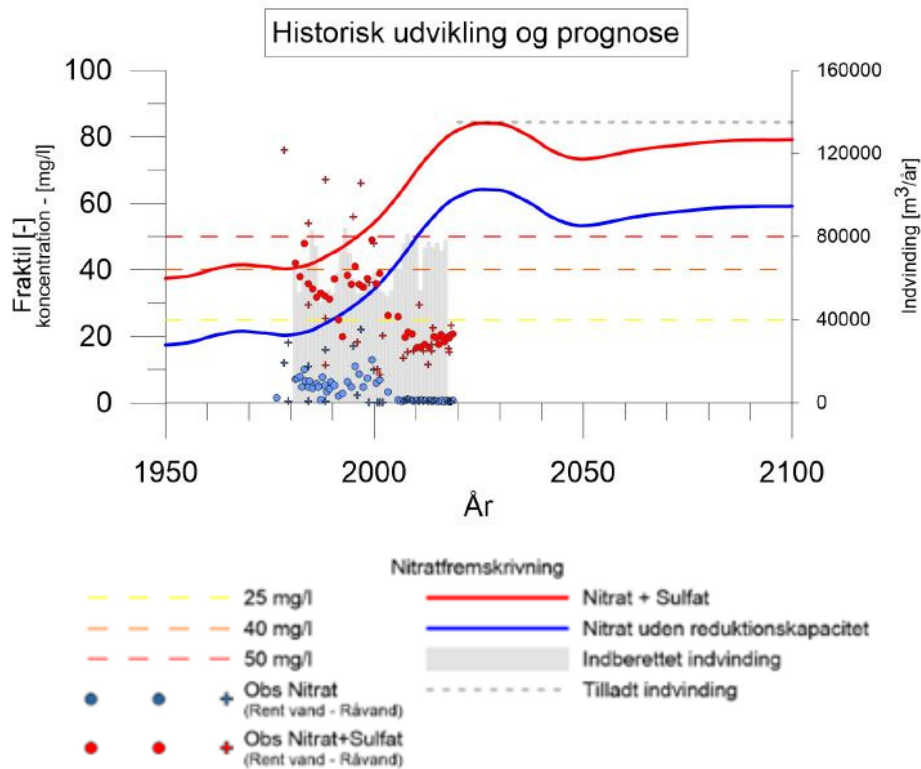 Historisk udvikling og prognose
100
80
60
40
20
0
Fraktil [-]
koncentration - [mg/l]
160000
120000
80000
40000
0
Indvinding [m³/år]
1950
2000
2050
2100
År
Nitratfremskrivning
25 mg/l
40 mg/l
50 mg/l
Obs Nitrat
(Rent vand - Råvand)
Obs Nitrat+Sulfat
(Rent vand - Råvand)
Nitrat + Sulfat
Nitrat uden reduktionskapacitet
Indberettet indvinding
Tilladt indvinding